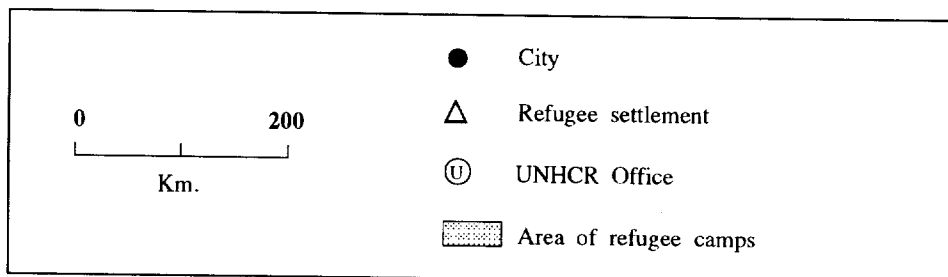 City
0 200
Refugee settlement
Km.
U UNHCR Office
Area of refugee camps